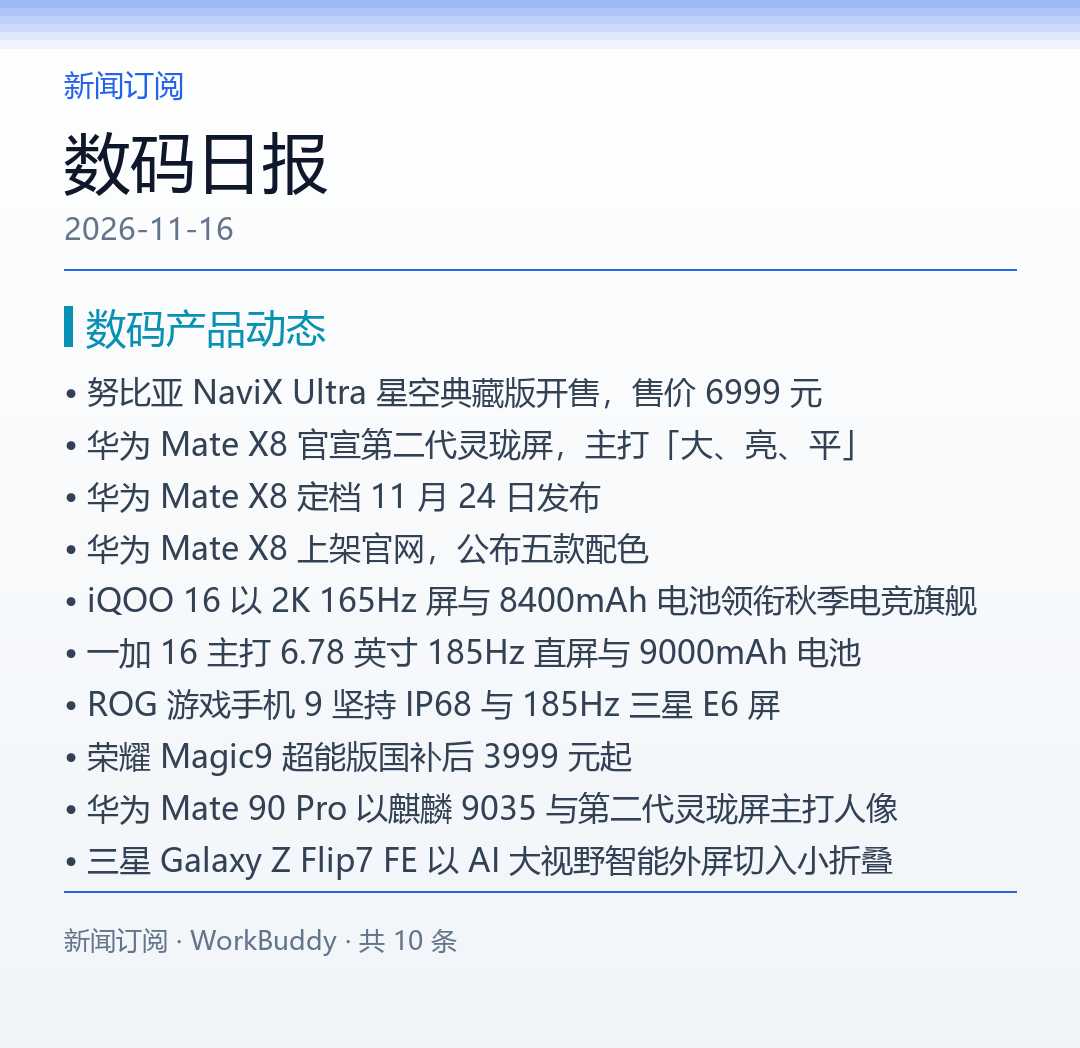 新闻订阅
数码日报
2026-11-16
数码产品动态
• 努比亚 NaviX Ultra 星空典藏版开售，售价 6999 元
• 华为 Mate X8 官宣第二代灵珑屏，主打「大、亮、平」
• 华为 Mate X8 定档 11 月 24 日发布
• 华为 Mate X8 上架官网，公布五款配色
• iQOO 16 以 2K 165Hz 屏与 8400mAh 电池领衔秋季电竞旗舰
• 一加 16 主打 6.78 英寸 185Hz 直屏与 9000mAh 电池
• ROG 游戏手机 9 坚持 IP68 与 185Hz 三星 E6 屏
• 荣耀 Magic9 超能版国补后 3999 元起
• 华为 Mate 90 Pro 以麒麟 9035 与第二代灵珑屏主打人像
• 三星 Galaxy Z Flip7 FE 以 AI 大视野智能外屏切入小折叠
新闻订阅 · WorkBuddy · 共 10 条